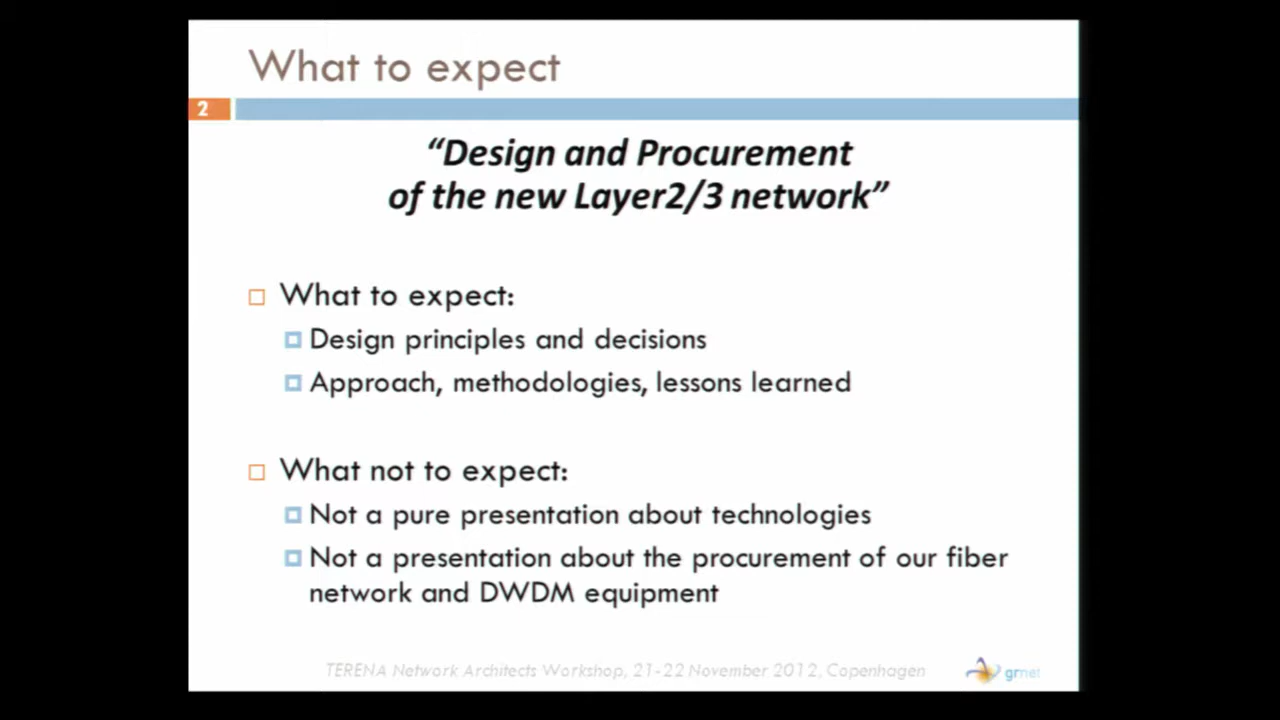 What to expect
2
“Design and Procurement
of the new Layer2/3 network”
What to expect:
Design principles and decisions
Approach, methodologies, lessons learned
What not to expect:
Not a pure presentation about technologies
Not a presentation about the procurement of our fiber
network and DWDM equipment
TERENA Network Architects Workshop, 21-22 November 2012, Copenhagen
grnet